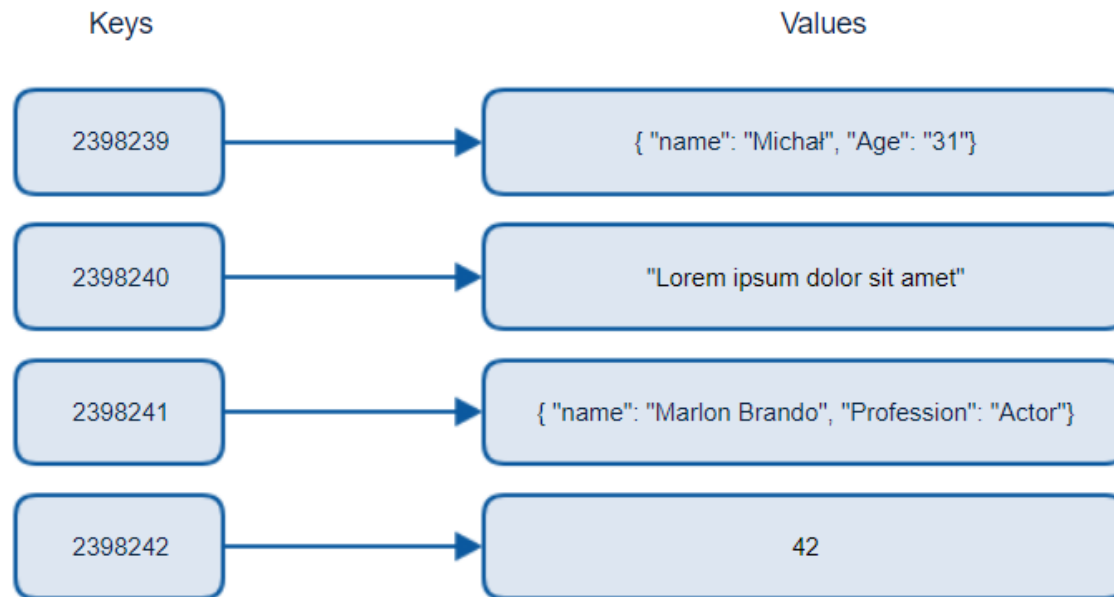 Keys Values
2398239 { "name": "Michał", "Age": "31"}
2398240 "Lorem ipsum dolor sit amet"
2398241 { "name": "Marlon Brando", "Profession": "Actor"}
2398242 42